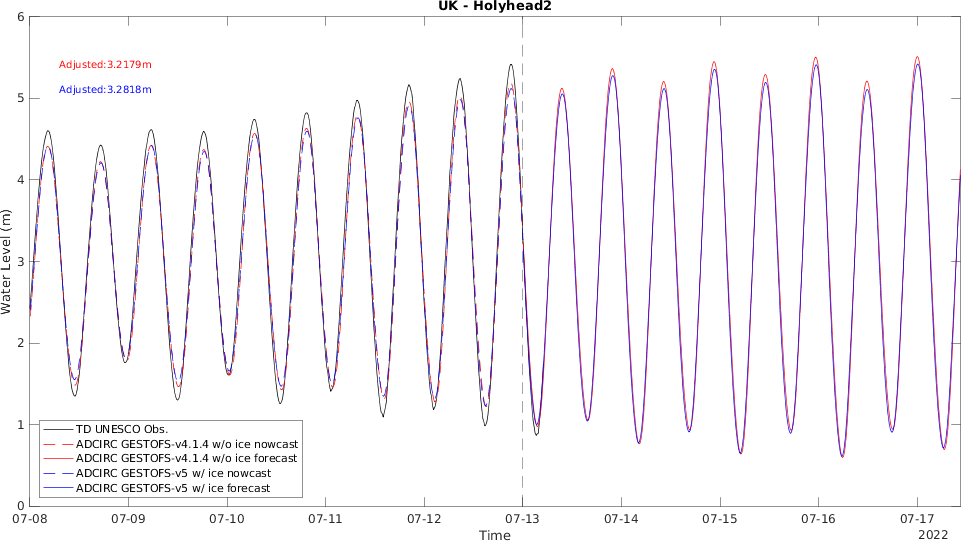 UK - Holyhead2
6
5
4
3
2
1
0
Water Level (m)
Adjusted:3.2179m
Adjusted:3.2818m
TD UNESCO Obs.
ADCIRC GESTOFS-v4.1.4 w/o ice nowcast
ADCIRC GESTOFS-v4.1.4 w/o ice forecast
ADCIRC GESTOFS-v5 w/ ice nowcast
ADCIRC GESTOFS-v5 w/ ice forecast
07-08 07-09 07-10 07-11 07-12 07-13 07-14 07-15 07-16 07-17
Time
2022